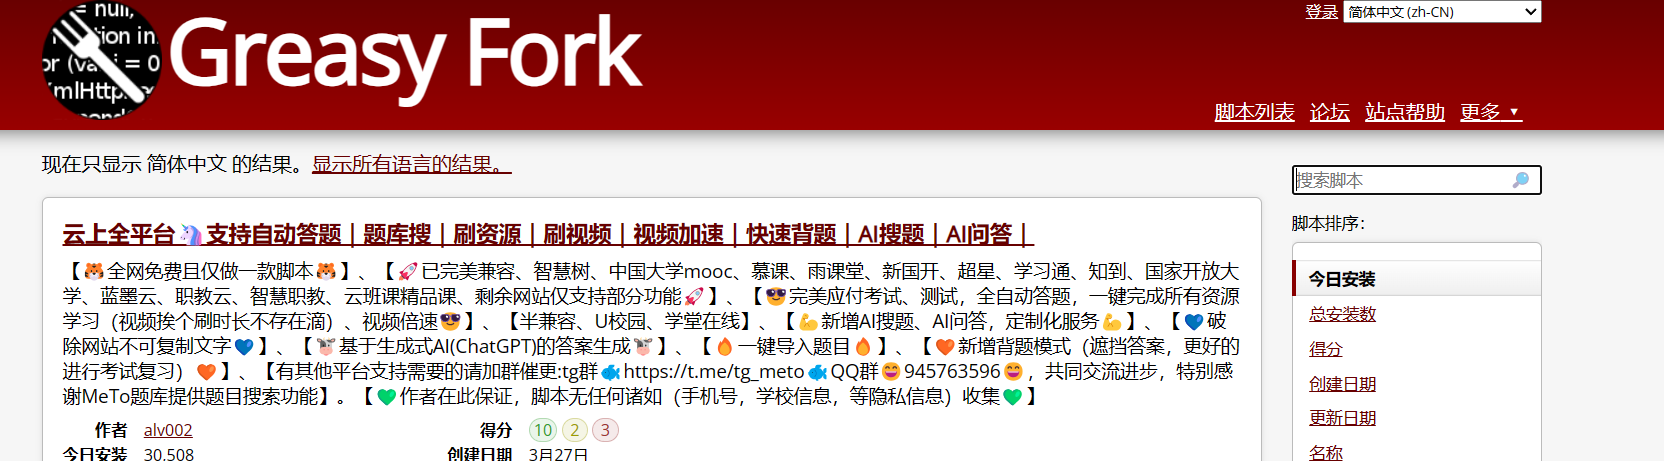 = null,
tion in
or (va i = 0
mlHttp
Greasy Fork
登录 简体中文 (zh-CN)
脚本列表 论坛 站点帮助 更多 ▼
现在只显示 简体中文 的结果。显示所有语言的结果。
搜索脚本
云上全平台🦄支持自动答题｜题库搜｜刷资源｜刷视频｜视频加速｜快速背题｜AI搜题｜AI问答｜
【🐯全网免费且仅做一款脚本🐯】、【🚀已完美兼容、智慧树、中国大学mooc、慕课、雨课堂、新国开、超星、学习通、知到、国家开放大
学、蓝墨云、职教云、智慧职教、云班课精品课、剩余网站仅支持部分功能🚀】、【😎完美应付考试、测试，全自动答题，一键完成所有资源
学习（视频挨个刷时长不存在滴）、视频倍速😎】、【半兼容、U校园、学堂在线】、【💪新增AI搜题、AI问答，定制化服务💪】、【💙破
除网站不可复制文字💙】、【🐮基于生成式AI(ChatGPT)的答案生成🐮】、【🔥一键导入题目🔥】、【🧡新增背题模式（遮挡答案，更好的
进行考试复习）🧡】、【有其他平台支持需要的请加群催更:tg群🐟https://t.me/tg_meto🐟QQ群😄945763596😄，共同交流进步，特别感
谢MeTo题库提供题目搜索功能】。【💚作者在此保证，脚本无任何诸如（手机号，学校信息，等隐私信息）收集💚】
作者 alv002 得分 10 2 3
今日安装 30,508 创建日期 3月27日
脚本排序：
今日安装
总安装数
得分
创建日期
更新日期
名称